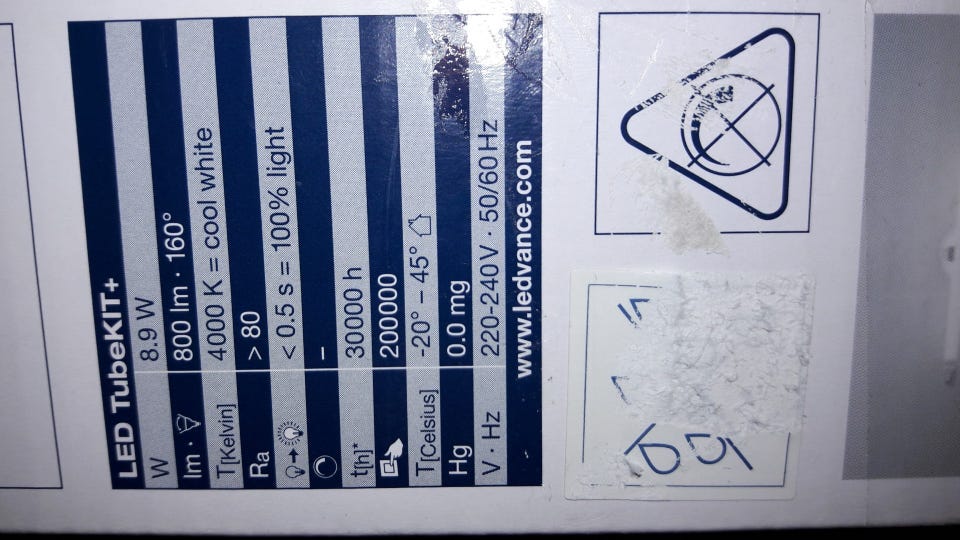 LED TubeKIT+
W 8.9 W
lm · 800 lm · 160°
T[Kelvin] 4000 K = cool white
Ra > 80
< 0.5 s = 100% light
–
t[h]* 30000 h
200000
T[Celsius] -20° – 45°
Hg 0.0 mg
V · Hz 220-240 V · 50/60 Hz
www.ledvance.com